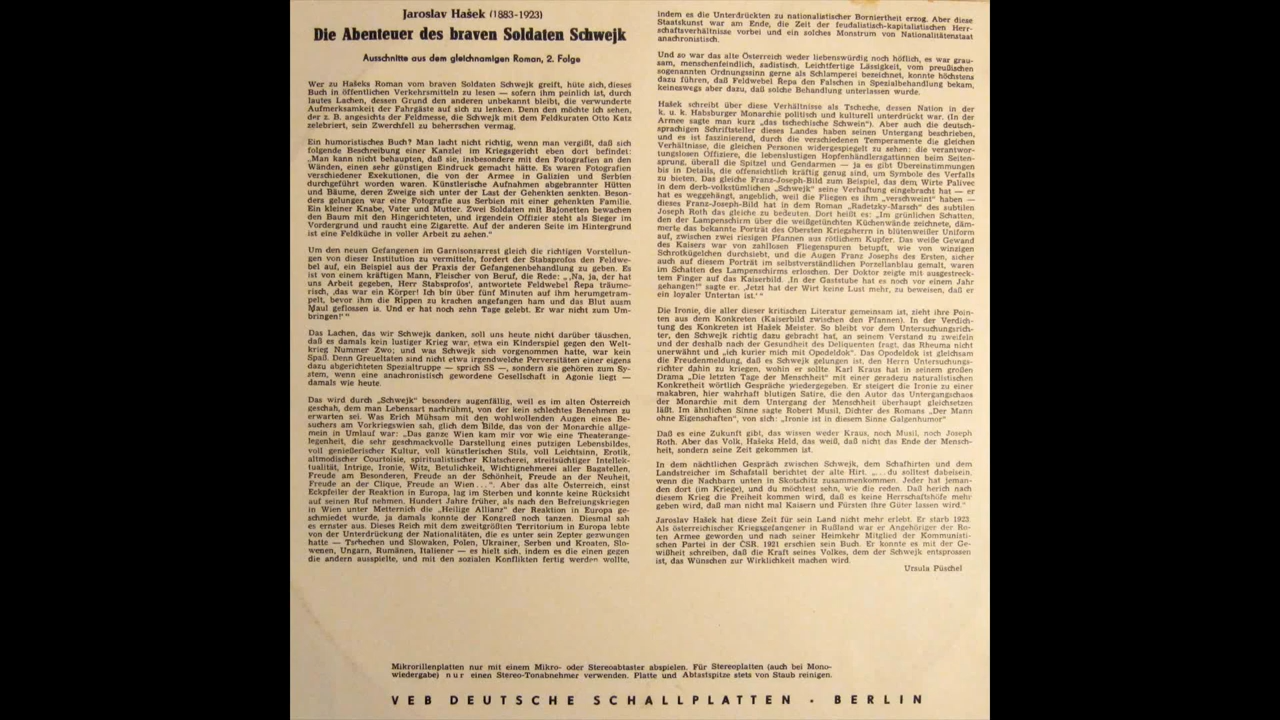 Jaroslav Hašek (1883-1923)
Die Abenteuer des braven Soldaten Schwejk
Ausschnitte aus dem gleichnamigen Roman, 2. Folge
Wer zu Hašeks Roman vom braven Soldaten Schwejk greift, hüte sich, dieses
Buch in öffentlichen Verkehrsmitteln zu lesen — sofern ihm peinlich ist, durch
lautes Lachen, dessen Grund den anderen unbekannt bleibt, die verwunderte
Aufmerksamkeit der Fahrgäste auf sich zu lenken. Denn den möchte ich sehen,
der z. B. angesichts der Feldmesse, die Schwejk mit dem Feldkuraten Otto Katz
zelebriert, sein Zwerchfell zu beherrschen vermag.
Ein humoristisches Buch? Man lacht nicht richtig, wenn man vergißt, daß sich
folgende Beschreibung einer Kanzlei im Kriegsgericht eben dort befindet:
„Man kann nicht behaupten, daß sie, insbesondere mit den Fotografien an den
Wänden, einen sehr günstigen Eindruck gemacht hätte. Es waren Fotografien
verschiedener Exekutionen, die von der Armee in Galizien und Serbien
durchgeführt worden waren. Künstlerische Aufnahmen abgebrannter Hütten
und Bäume, deren Zweige sich unter der Last der Gehenkten senkten. Beson-
ders gelungen war eine Fotografie aus Serbien mit einer gehenkten Familie.
Ein kleiner Knabe, Vater und Mutter. Zwei Soldaten mit Bajonetten bewachen
den Baum mit den Hingerichteten, und irgendein Offizier steht als Sieger im
Vordergrund und raucht eine Zigarette. Auf der anderen Seite im Hintergrund
ist eine Feldküche in voller Arbeit zu sehen."
Um den neuen Gefangenen im Garnisonarrest gleich die richtigen Vorstellun-
gen von dieser Institution zu vermitteln, fordert der Stabsprofos den Feldwe-
bel auf, ein Beispiel aus der Praxis der Gefangenenbehandlung zu geben. Es
ist von einem kräftigen Mann, Fleischer von Beruf, die Rede: „‚Na, ja, der hat
uns Arbeit gegeben, Herr Stabsprofos', antwortete Feldwebel Řepa träume-
risch, ‚das war ein Körper! Ich bin über fünf Minuten auf ihm herumgetram-
pelt, bevor ihm die Rippen zu krachen angefangen ham und das Blut ausm
Maul geflossen is. Und er hat noch zehn Tage gelebt. Er war nicht zum Um-
bringen!'"
Das Lachen, das wir Schwejk danken, soll uns heute nicht darüber täuschen,
daß es damals kein lustiger Krieg war, etwa ein Kinderspiel gegen den Welt-
krieg Nummer Zwo; und was Schwejk sich vorgenommen hatte, war kein
Spaß. Denn Greueltaten sind nicht etwa irgendwelche Perversitäten einer eigens
dazu abgerichteten Spezialtruppe — sprich SS —, sondern sie gehören zum Sy-
stem, wenn eine anachronistisch gewordene Gesellschaft in Agonie liegt —
damals wie heute.
Das wird durch „Schwejk" besonders augenfällig, weil es im alten Österreich
geschah, dem man Lebensart nachrühmt, von der kein schlechtes Benehmen zu
erwarten sei. Was Erich Mühsam mit den wohlwollenden Augen eines Be-
suchers am Vorkriegswien sah, glich dem Bilde, das von der Monarchie allge-
mein in Umlauf war: „Das ganze Wien kam mir vor wie eine Theaterange-
legenheit, die sehr geschmackvolle Darstellung eines putzigen Lebensbildes,
voll genießerischer Kultur, voll künstlerischen Stils, voll Leichtsinn, Erotik,
altmodischer Courtoisie, spiritualistischer Klatscherei, streitsüchtiger Intellek-
tualität, Intrige, Ironie, Witz, Betulichkeit, Wichtignehmerei aller Bagatellen,
Freude am Besonderen, Freude an der Schönheit, Freude an der Neuheit,
Freude an der Clique, Freude an Wien . . .". Aber das alte Österreich, einst
Eckpfeiler der Reaktion in Europa, lag im Sterben und konnte keine Rücksicht
auf seinen Ruf nehmen. Hundert Jahre früher, als nach den Befreiungskriegen
in Wien unter Metternich die „Heilige Allianz" der Reaktion in Europa ge-
schmiedet wurde, ja damals konnte der Kongreß noch tanzen. Diesmal sah
es ernster aus. Dieses Reich mit dem zweitgrößten Territorium in Europa lebte
von der Unterdrückung der Nationalitäten, die es unter sein Zepter gezwungen
hatte — Tschechen und Slowaken, Polen, Ukrainer, Serben und Kroaten, Slo-
wenen, Ungarn, Rumänen, Italiener — es hielt sich, indem es die einen gegen
die andern ausspielte, und mit den sozialen Konflikten fertig werden wollte,
indem es die Unterdrückten zu nationalistischer Borniertheit erzog. Aber diese
Staatskunst war am Ende, die Zeit der feudalistisch-kapitalistischen Herr-
schaftsverhältnisse vorbei und ein solches Monstrum von Nationalitätenstaat
anachronistisch.
Und so war das alte Österreich weder liebenswürdig noch höflich, es war grau-
sam, menschenfeindlich, sadistisch. Leichtfertige Lässigkeit, vom preußischen
sogenannten Ordnungssinn gerne als Schlamperei bezeichnet, konnte höchstens
dazu führen, daß Feldwebel Řepa den Falschen in Spezialbehandlung bekam,
keineswegs aber dazu, daß solche Behandlung unterlassen wurde.
Hašek schreibt über diese Verhältnisse als Tscheche, dessen Nation in der
k. u. k. Habsburger Monarchie politisch und kulturell unterdrückt war. (In der
Armee sagte man kurz „das tschechische Schwein"). Aber auch die deutsch-
sprachigen Schriftsteller dieses Landes haben seinen Untergang beschrieben,
und es ist faszinierend, durch die verschiedenen Temperamente die gleichen
Verhältnisse, die gleichen Personen widergespiegelt zu sehen: die verantwor-
tungslosen Offiziere, die lebenslustigen Hopfenhändlersgattinnen beim Seiten-
sprung, überall die Spitzel und Gendarmen — ja es gibt Übereinstimmungen
bis in Details, die offensichtlich kräftig genug sind, um Symbole des Verfalls
zu bieten. Das gleiche Franz-Joseph-Bild zum Beispiel, das dem Wirte Palivec
in dem derb-volkstümlichen „Schwejk" seine Verhaftung eingebracht hat — er
hat es weggehängt, angeblich, weil die Fliegen es ihm „verschweint" haben —
dieses Franz-Joseph-Bild hat in dem Roman „Radetzky-Marsch" des subtilen
Joseph Roth das gleiche zu bedeuten. Dort heißt es: „Im grünlichen Schatten,
den der Lampenschirm über die weißgetünchten Küchenwände zeichnete, däm-
merte das bekannte Porträt des Obersten Kriegsherrn in blütenweißer Uniform
auf, zwischen zwei riesigen Pfannen aus rötlichem Kupfer. Das weiße Gewand
des Kaisers war von zahllosen Fliegenspuren betupft, wie von winzigen
Schrotkügelchen durchsiebt, und die Augen Franz Josephs des Ersten, sicher
auch auf diesem Porträt im selbstverständlichen Porzellanblau gemalt, waren
im Schatten des Lampenschirms erloschen. Der Doktor zeigte mit ausgestreck-
tem Finger auf das Kaiserbild. ‚In der Gaststube hat es noch vor einem Jahr
gehangen!' sagte er. ‚Jetzt hat der Wirt keine Lust mehr, zu beweisen, daß er
ein loyaler Untertan ist.'"
Die Ironie, die aller dieser kritischen Literatur gemeinsam ist, zieht ihre Poin-
ten aus dem Konkreten (Kaiserbild zwischen den Pfannen). In der Verdich-
tung des Konkreten ist Hašek Meister. So bleibt vor dem Untersuchungsrich-
ter, den Schwejk richtig dazu gebracht hat, an seinem Verstand zu zweifeln
und der deshalb nach der Gesundheit des Deliquenten fragt, das Rheuma nicht
unerwähnt und „ich kurier mich mit Opodeldok". Das Opodeldok ist gleichsam
die Freudenmeldung, daß es Schwejk gelungen ist, den Herrn Untersuchungs-
richter dahin zu kriegen, wohin er sollte. Karl Kraus hat in seinem großen
Drama „Die letzten Tage der Menschheit" mit einer geradezu naturalistischen
Konkretheit wörtlich Gespräche wiedergegeben. Er steigert die Ironie zu einer
makabren, hier wahrhaft blutigen Satire, die den Autor das Untergangschaos
der Monarchie mit dem Untergang der Menschheit überhaupt gleichsetzen
läßt. Im ähnlichen Sinne sagte Robert Musil, Dichter des Romans „Der Mann
ohne Eigenschaften", von sich: „Ironie ist in diesem Sinne Galgenhumor"
Daß es eine Zukunft gibt, das wissen weder Kraus, noch Musil, noch Joseph
Roth. Aber das Volk, Hašeks Held, das weiß, daß nicht das Ende der Mensch-
heit, sondern seine Zeit gekommen ist.
In dem nächtlichen Gespräch zwischen Schwejk, dem Schafhirten und dem
Landstreicher im Schafstall berichtet der alte Hirt. „. . . du solltest dabeisein,
wenn die Nachbarn unten in Skotschitz zusammenkommen. Jeder hat jeman-
den dort (im Kriege), und du möchtest sehn, wie die reden. Daß herich nach
diesem Krieg die Freiheit kommen wird, daß es keine Herrschaftshöfe mehr
geben wird, daß man nicht mal Kaisern und Fürsten ihre Güter lassen wird."
Jaroslav Hašek hat diese Zeit für sein Land nicht mehr erlebt. Er starb 1923
Als österreichischer Kriegsgefangener in Rußland war er Angehöriger der Ro-
ten Armee geworden und nach seiner Heimkehr Mitglied der Kommunisti-
schen Partei in der ČSR. 1921 erschien sein Buch. Er konnte es mit der Ge-
wißheit schreiben, daß die Kraft seines Volkes, dem der Schwejk entsprossen
ist, das Wünschen zur Wirklichkeit machen wird.
Ursula Püschel
Mikrorillenplatten nur mit einem Mikro- oder Stereoabtaster abspielen. Für Stereoplatten (auch bei Mono-
wiedergabe) nur einen Stereo-Tonabnehmer verwenden. Platte und Abtastspitze stets von Staub reinigen.
VEB DEUTSCHE SCHALLPLATTEN · BERLIN